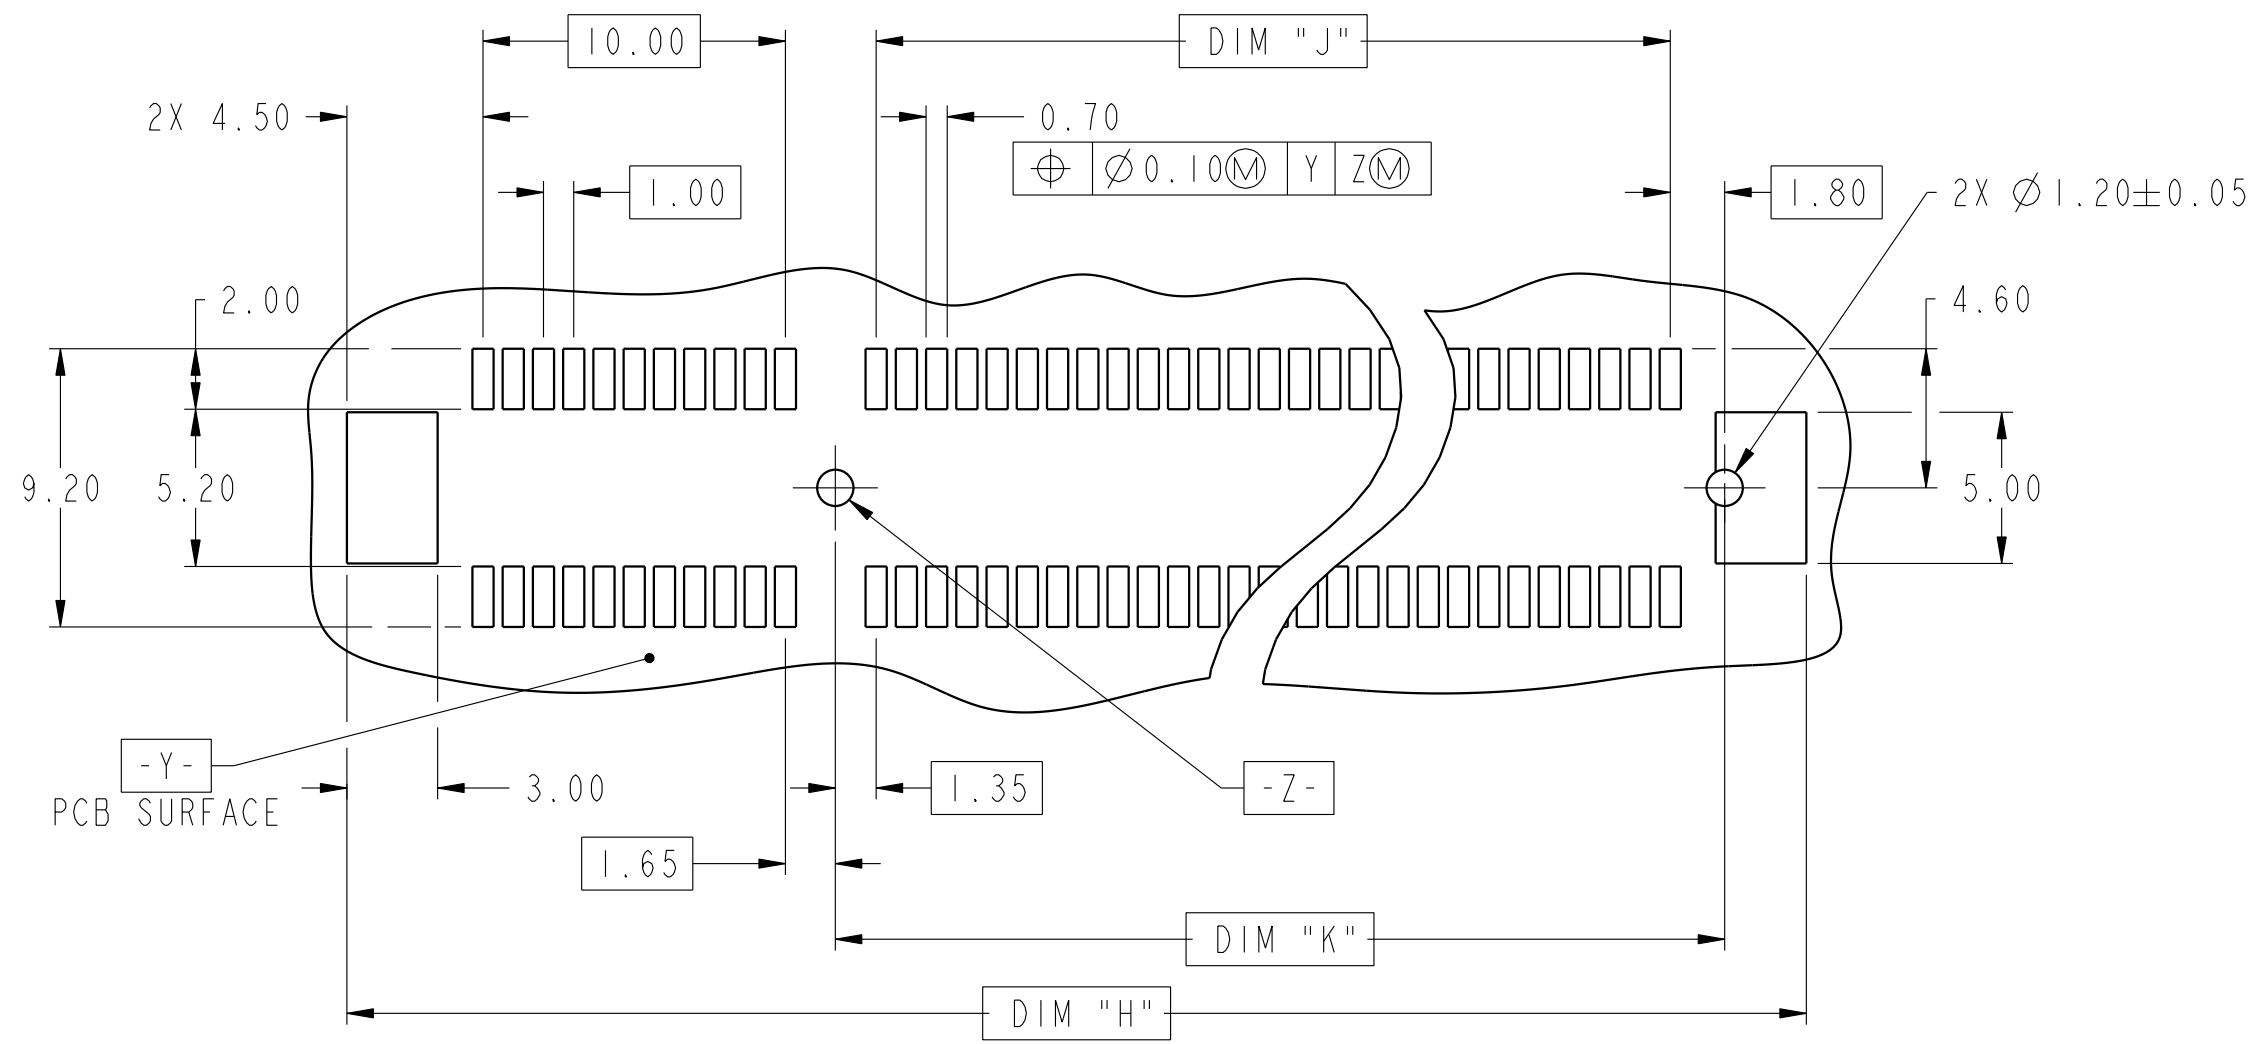 10.00
DIM "J"
2X 4.50
0.70
⌖ Ø0.10Ⓜ Y ZⓂ
1.00
1.80
2X Ø1.20±0.05
2.00
4.60
9.20
5.20
5.00
-Y-
PCB SURFACE
3.00
1.35
-Z-
1.65
DIM "K"
DIM "H"